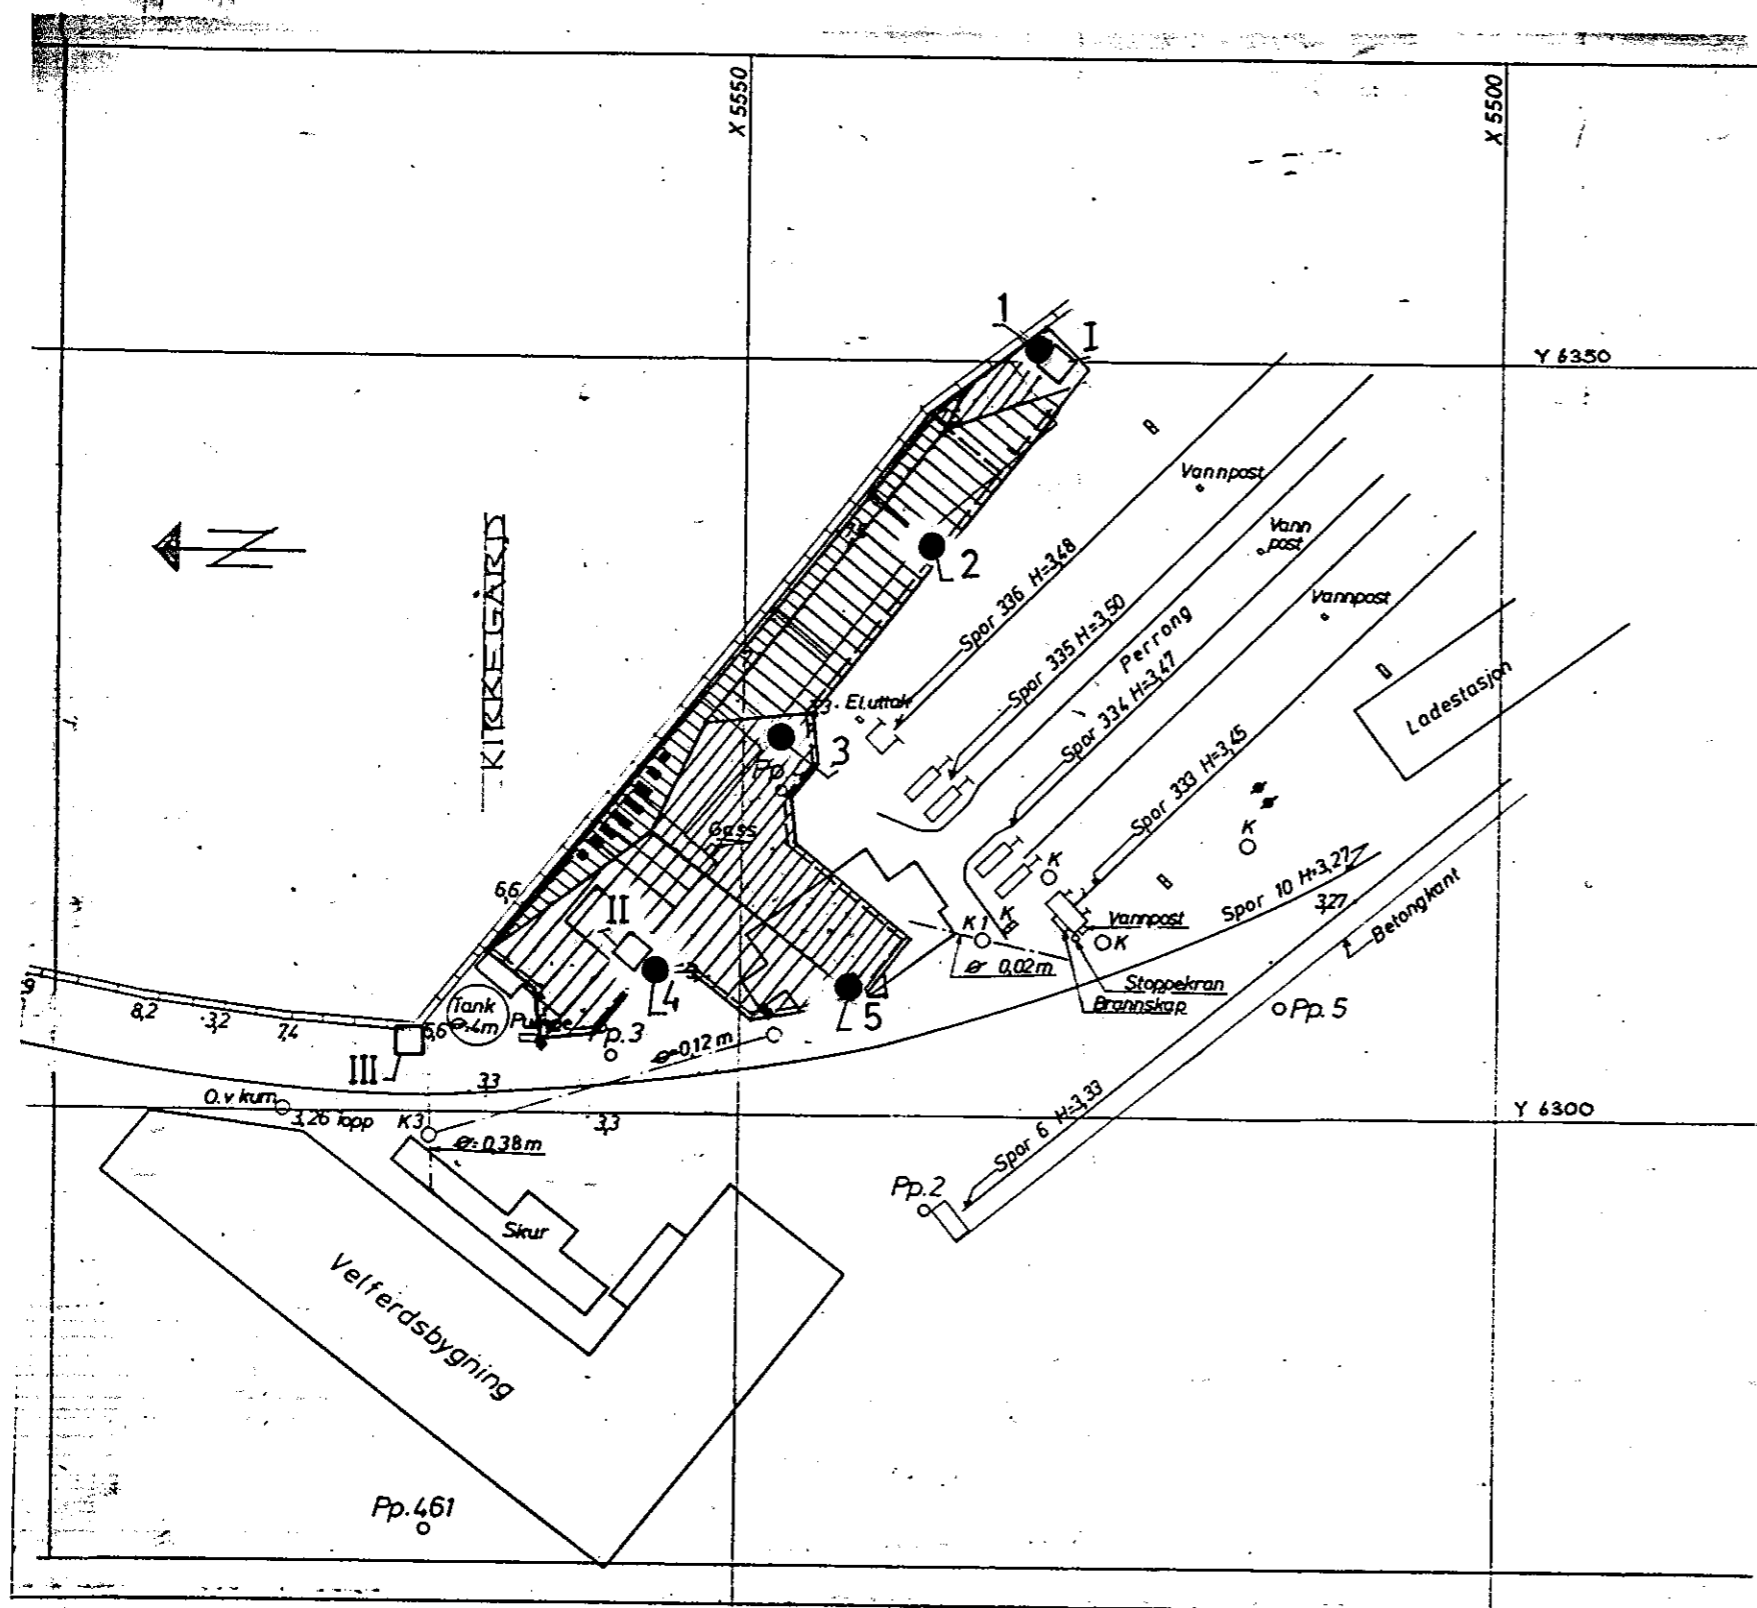 X 5550
X 5500
1
I
Y 6350
Vannpost
N
Vann
post
KIRKEGÅRD
2
Spor 336 H=3,48
Vannpost
Spor 335 H=3,50
Perrong
Spor 334 H=3,47
Ladestasjon
El.uttak
3
Pp
Spor 333 H=3,45
Gass
K
K
6,6
II
Spor 10 H=3,27
3,27
Betongkant
K
K1
Vannpost
K
ø 0,02m
Stoppekran
Brannskap
4
5
Tank
ø.4m
8,2
3,2
7,4
6,6
Pumpe
Pp.3
Pp.5
ø=0,12 m
III
3,3
O.v kum
3,26 Topp
K3
3,3
Y 6300
ø=0,38m
Spor 6 H=3,33
Pp.2
Skur
Velferdsbygning
Pp.461